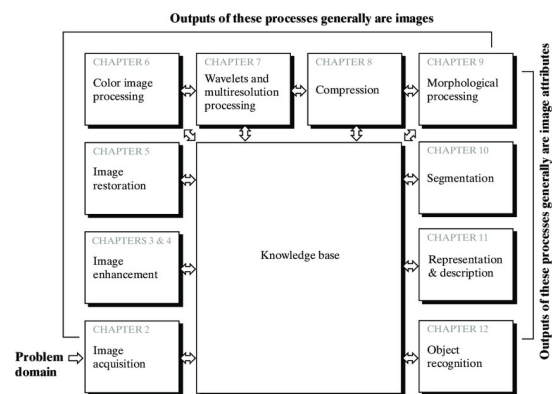 Outputs of these processes generally are images
CHAPTER 6
Color image
processing
CHAPTER 7
Wavelets and
multiresolution
processing
CHAPTER 8
Compression
CHAPTER 9
Morphological
processing
CHAPTER 5
Image
restoration
CHAPTERS 3 & 4
Image
enhancement
CHAPTER 2
Image
acquisition
Problem
domain
Knowledge base
CHAPTER 10
Segmentation
CHAPTER 11
Representation
& description
CHAPTER 12
Object
recognition
Outputs of these processes generally are image attributes